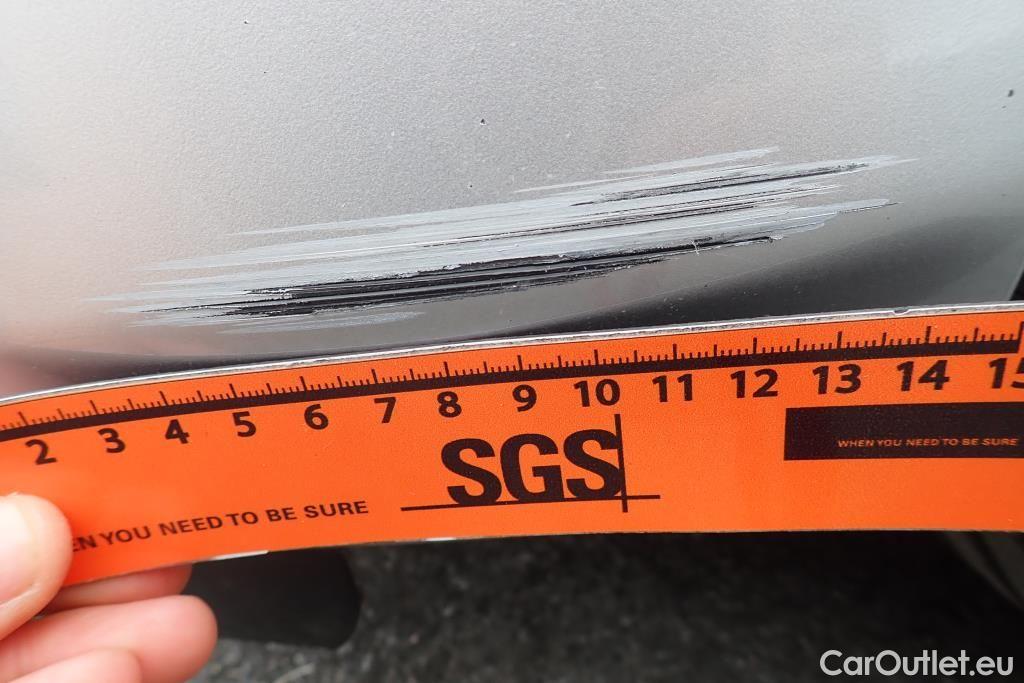 2 3 4 5 6 7 8 9 10 11 12 13 14 15
SGS
WHEN YOU NEED TO BE SURE
YOU NEED TO BE SURE
CarOutlet.eu